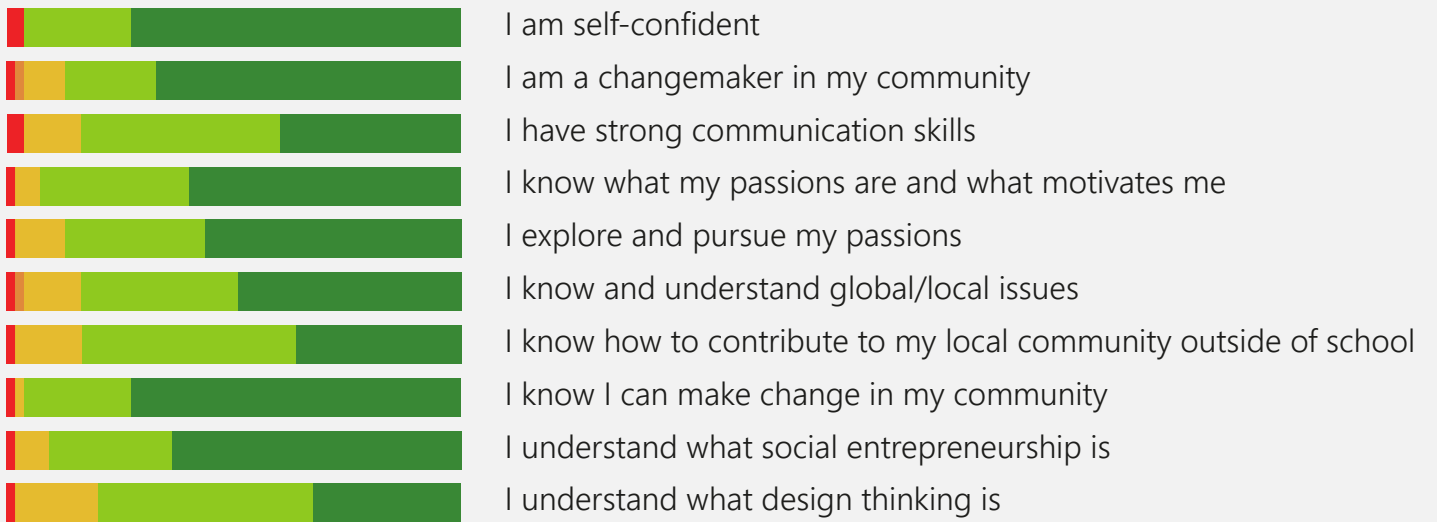 I am self-confident
I am a changemaker in my community
I have strong communication skills
I know what my passions are and what motivates me
I explore and pursue my passions
I know and understand global/local issues
I know how to contribute to my local community outside of school
I know I can make change in my community
I understand what social entrepreneurship is
I understand what design thinking is